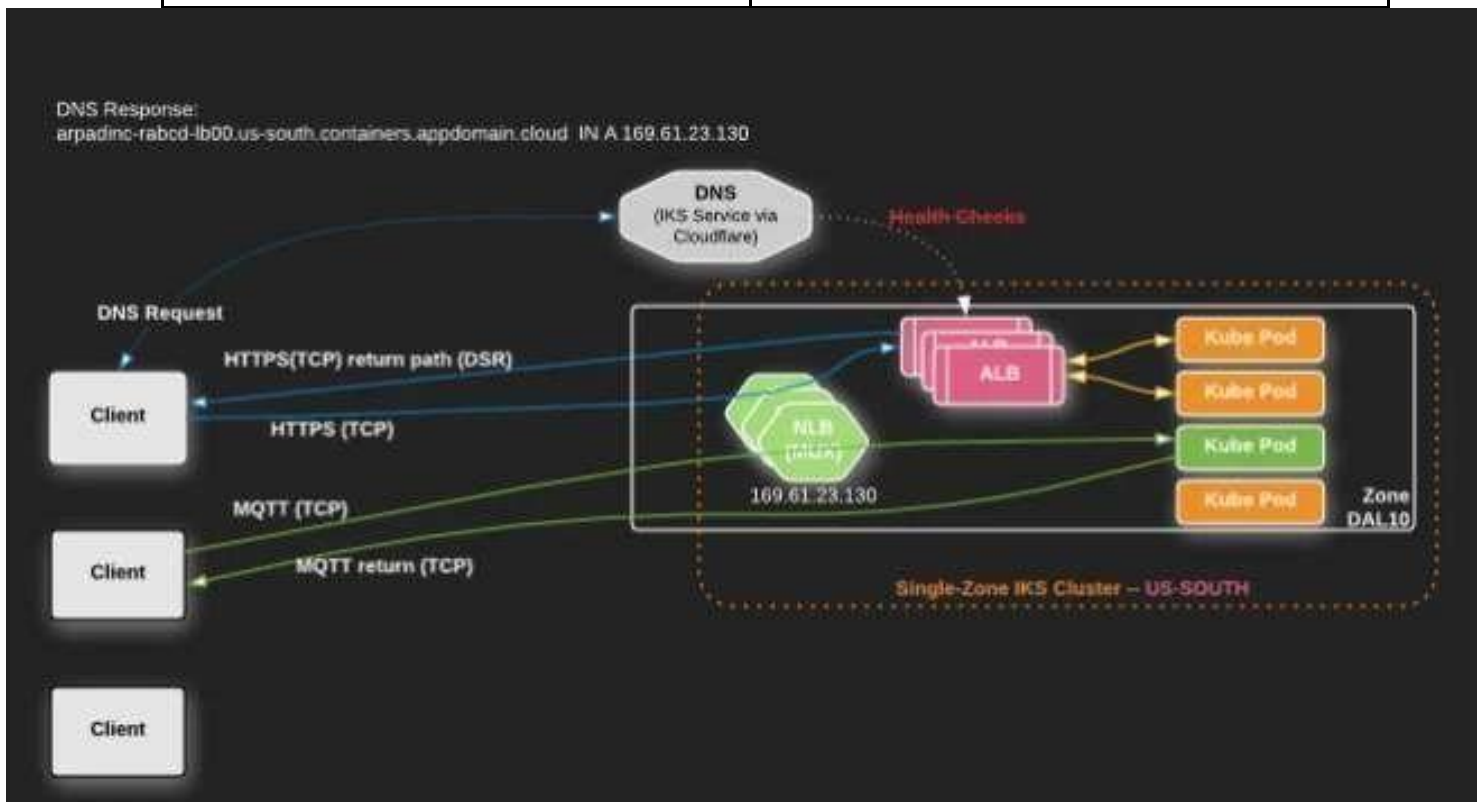 DNS Response:
arpadinc-rabcd-lb00.us-south.containers.appdomain.cloud IN A 169.61.23.130
DNS
(IKS Service via
Cloudflare)
Health Checks
DNS Request
HTTPS(TCP) return path (DSR)
Client
HTTPS (TCP)
ALB
ALB
Kube Pod
Kube Pod
Kube Pod
Kube Pod
NLB
(MUX)
169.61.23.130
Zone
DAL10
MQTT (TCP)
Client
MQTT return (TCP)
Single-Zone IKS Cluster – US-SOUTH
Client